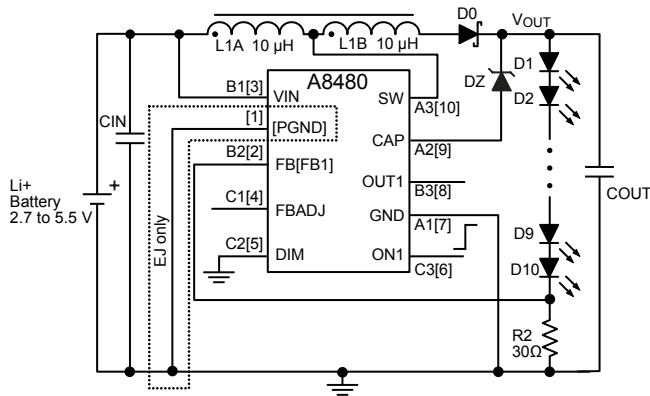 D0
VOUT
L1A 10 µH
L1B 10 µH
D1
D2
DZ
A8480
B1[3]
VIN
SW
A3[10]
[1]
[PGND]
CIN
CAP
A2[9]
B2[2]
FB[FB1]
OUT1
B3[8]
COUT
Li+
Battery
2.7 to 5.5 V
+
EJ only
C1[4]
FBADJ
GND
A1[7]
D9
C2[5]
DIM
ON1
C3[6]
D10
R2
30Ω